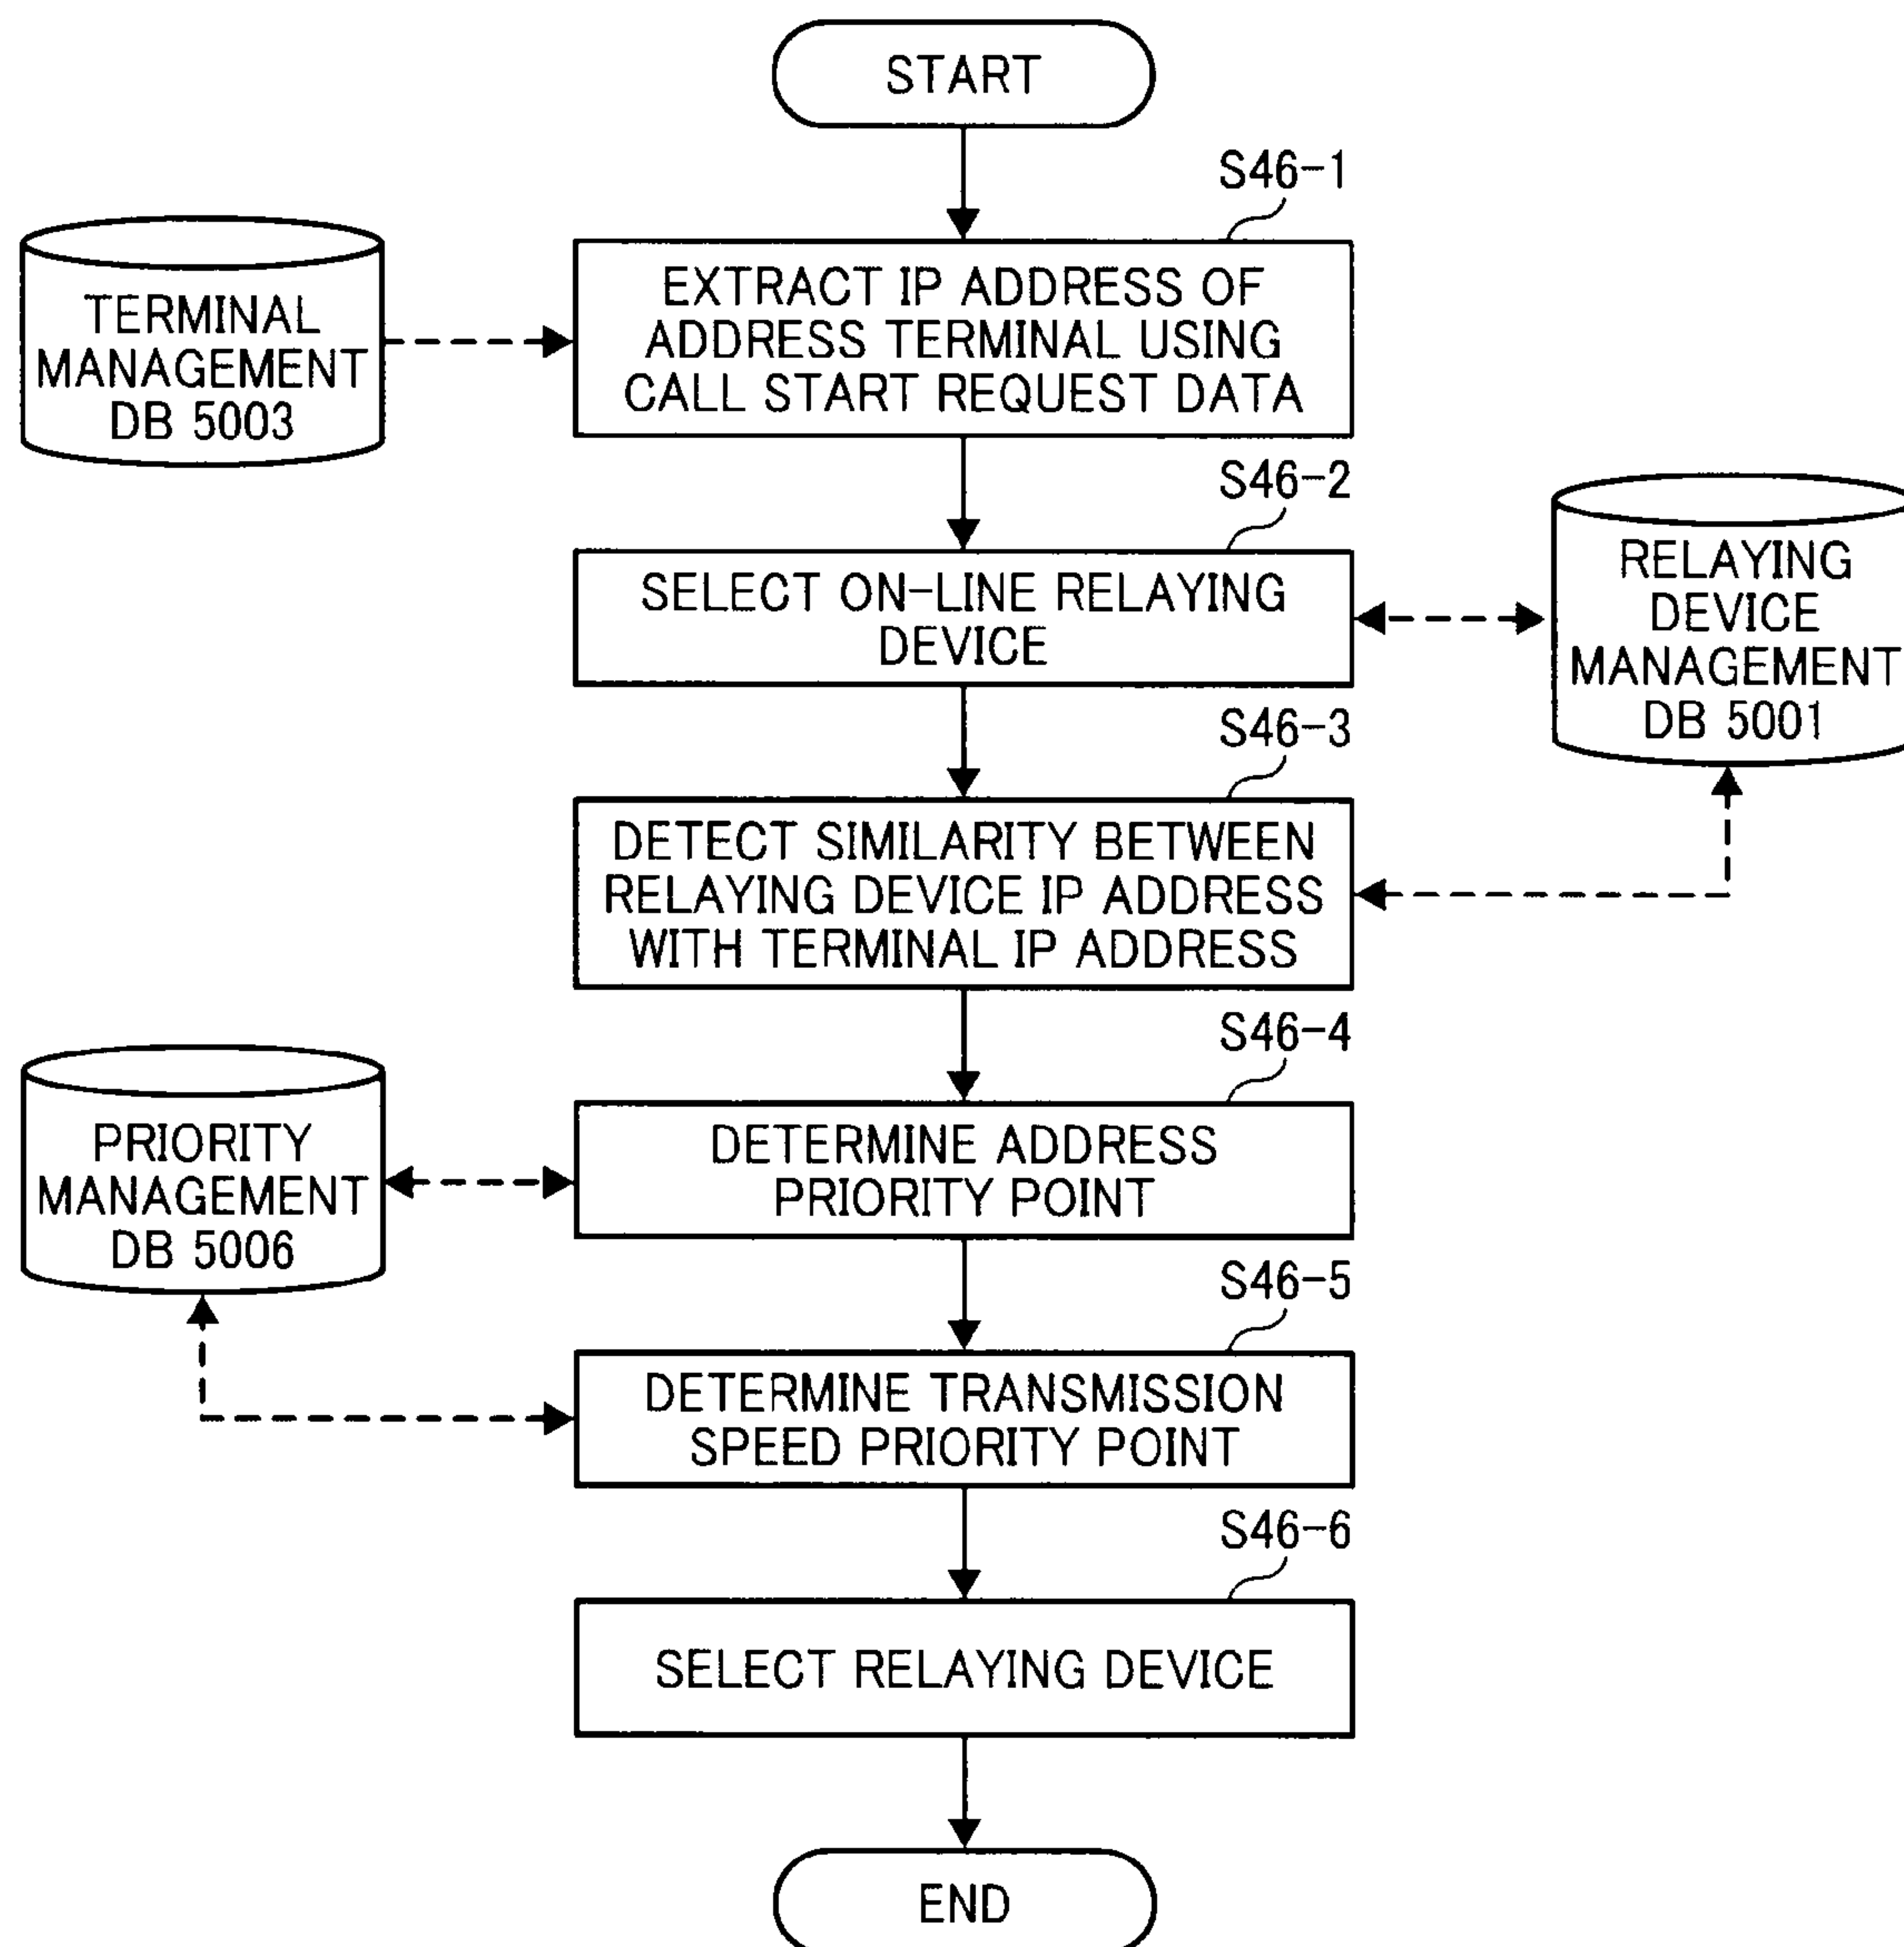 START
S46-1
TERMINAL
MANAGEMENT
DB 5003
EXTRACT IP ADDRESS OF
ADDRESS TERMINAL USING
CALL START REQUEST DATA
S46-2
SELECT ON-LINE RELAYING
DEVICE
RELAYING
DEVICE
MANAGEMENT
DB 5001
S46-3
DETECT SIMILARITY BETWEEN
RELAYING DEVICE IP ADDRESS
WITH TERMINAL IP ADDRESS
S46-4
PRIORITY
MANAGEMENT
DB 5006
DETERMINE ADDRESS
PRIORITY POINT
S46-5
DETERMINE TRANSMISSION
SPEED PRIORITY POINT
S46-6
SELECT RELAYING DEVICE
END